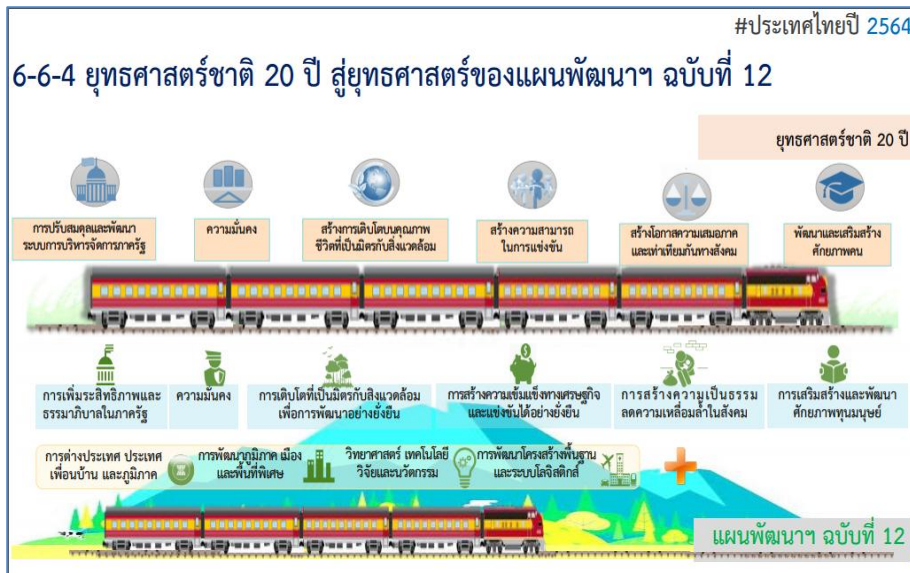 #ประเทศไทยปี 2564
6-6-4 ยุทธศาสตร์ชาติ 20 ปี สู่ยุทธศาสตร์ของแผนพัฒนาฯ ฉบับที่ 12
ยุทธศาสตร์ชาติ 20 ปี
การปรับสมดุลและพัฒนา
ระบบการบริหารจัดการภาครัฐ
ความมั่นคง
สร้างการเติบโตบนคุณภาพ
ชีวิตที่เป็นมิตรกับสิ่งแวดล้อม
สร้างความสามารถ
ในการแข่งขัน
สร้างโอกาสความเสมอภาค
และเท่าเทียมกันทางสังคม
พัฒนาและเสริมสร้าง
ศักยภาพคน
การเพิ่มประสิทธิภาพและ
ธรรมาภิบาลในภาครัฐ
ความมั่นคง
การเติบโตที่เป็นมิตรกับสิ่งแวดล้อม
เพื่อการพัฒนาอย่างยั่งยืน
การสร้างความเข้มแข็งทางเศรษฐกิจ
และแข่งขันได้อย่างยั่งยืน
การสร้างความเป็นธรรม
ลดความเหลื่อมล้ำในสังคม
การเสริมสร้างและพัฒนา
ศักยภาพทุนมนุษย์
การต่างประเทศ ประเทศ
เพื่อนบ้าน และภูมิภาค
การพัฒนาภูมิภาค เมือง
และพื้นที่พิเศษ
วิทยาศาสตร์ เทคโนโลยี
วิจัยและนวัตกรรม
การพัฒนาโครงสร้างพื้นฐาน
และระบบโลจิสติกส์
แผนพัฒนาฯ ฉบับที่ 12